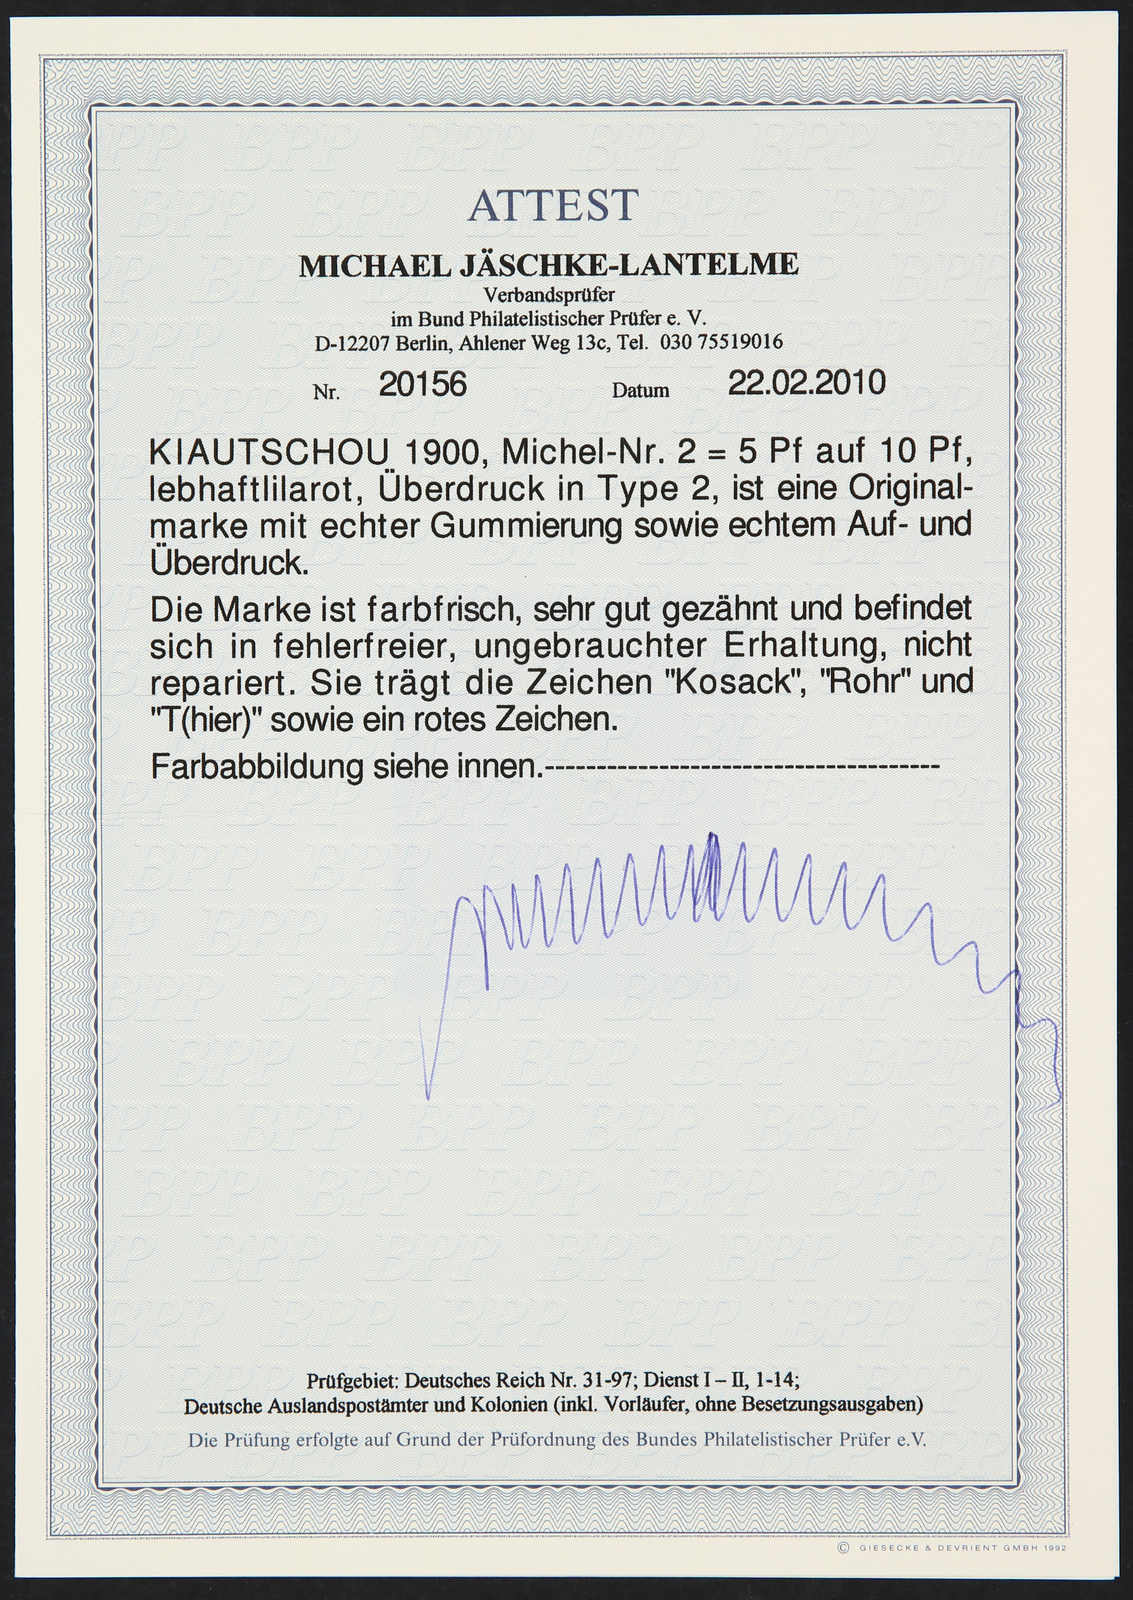 ATTEST
MICHAEL JÄSCHKE-LANTELME
Verbandsprüfer
im Bund Philatelistischer Prüfer e. V.
D-12207 Berlin, Ahlener Weg 13c, Tel. 030 75519016
Nr. 20156 Datum 22.02.2010
KIAUTSCHOU 1900, Michel-Nr. 2 = 5 Pf auf 10 Pf,
lebhaftlilarot, Überdruck in Type 2, ist eine Original-
marke mit echter Gummierung sowie echtem Auf- und
Überdruck.
Die Marke ist farbfrisch, sehr gut gezähnt und befindet
sich in fehlerfreier, ungebrauchter Erhaltung, nicht
repariert. Sie trägt die Zeichen "Kosack", "Rohr" und
"T(hier)" sowie ein rotes Zeichen.
Farbabbildung siehe innen.--------------------------------------
Prüfgebiet: Deutsches Reich Nr. 31-97; Dienst I – II, 1-14;
Deutsche Auslandspostämter und Kolonien (inkl. Vorläufer, ohne Besetzungsausgaben)
Die Prüfung erfolgte auf Grund der Prüfordnung des Bundes Philatelistischer Prüfer e.V.
© GIESECKE & DEVRIENT GMBH 1992